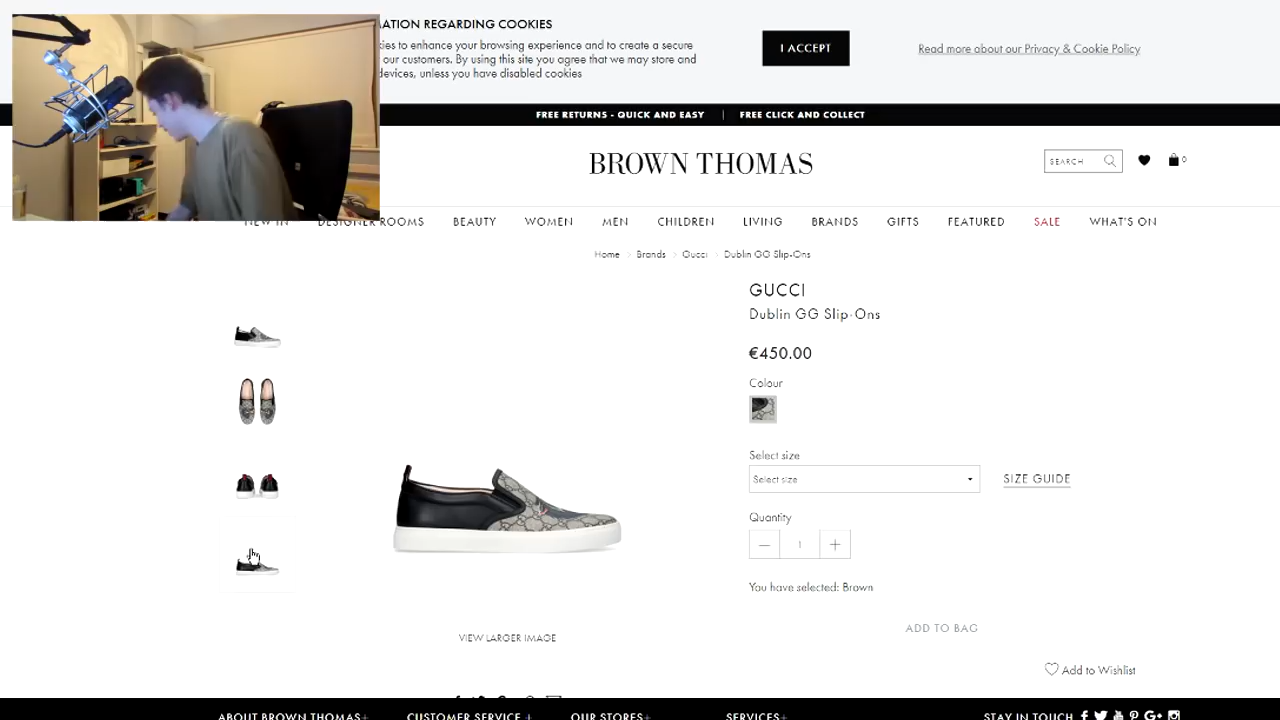 ATION REGARDING COOKIES
ies to enhance your browsing experience and to create a secure
our customers. By using this site you agree that we may store and
devices, unless you have disabled cookies
I ACCEPT
Read more about our Privacy & Cookie Policy
FREE RETURNS - QUICK AND EASY | FREE CLICK AND COLLECT
BROWN THOMAS
SEARCH
0
NEW IN DESIGNER ROOMS BEAUTY WOMEN MEN CHILDREN LIVING BRANDS GIFTS FEATURED SALE WHAT'S ON
Home > Brands > Gucci > Dublin GG Slip-Ons
GUCCI
Dublin GG Slip-Ons
€450.00
Colour
Select size
Select size
SIZE GUIDE
Quantity
1
You have selected: Brown
ADD TO BAG
VIEW LARGER IMAGE
Add to Wishlist
ABOUT BROWN THOMAS+ CUSTOMER SERVICE + OUR STORES+ SERVICES+ STAY IN TOUCH